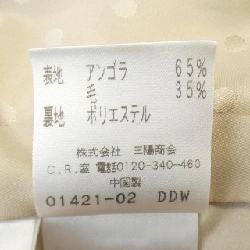 表地 アンゴラ 65%
毛 35%
裏地 ポリエステル
株式会社 三陽商会
C.R.室 電話0120-340-460
中国製
01421-02 DDW